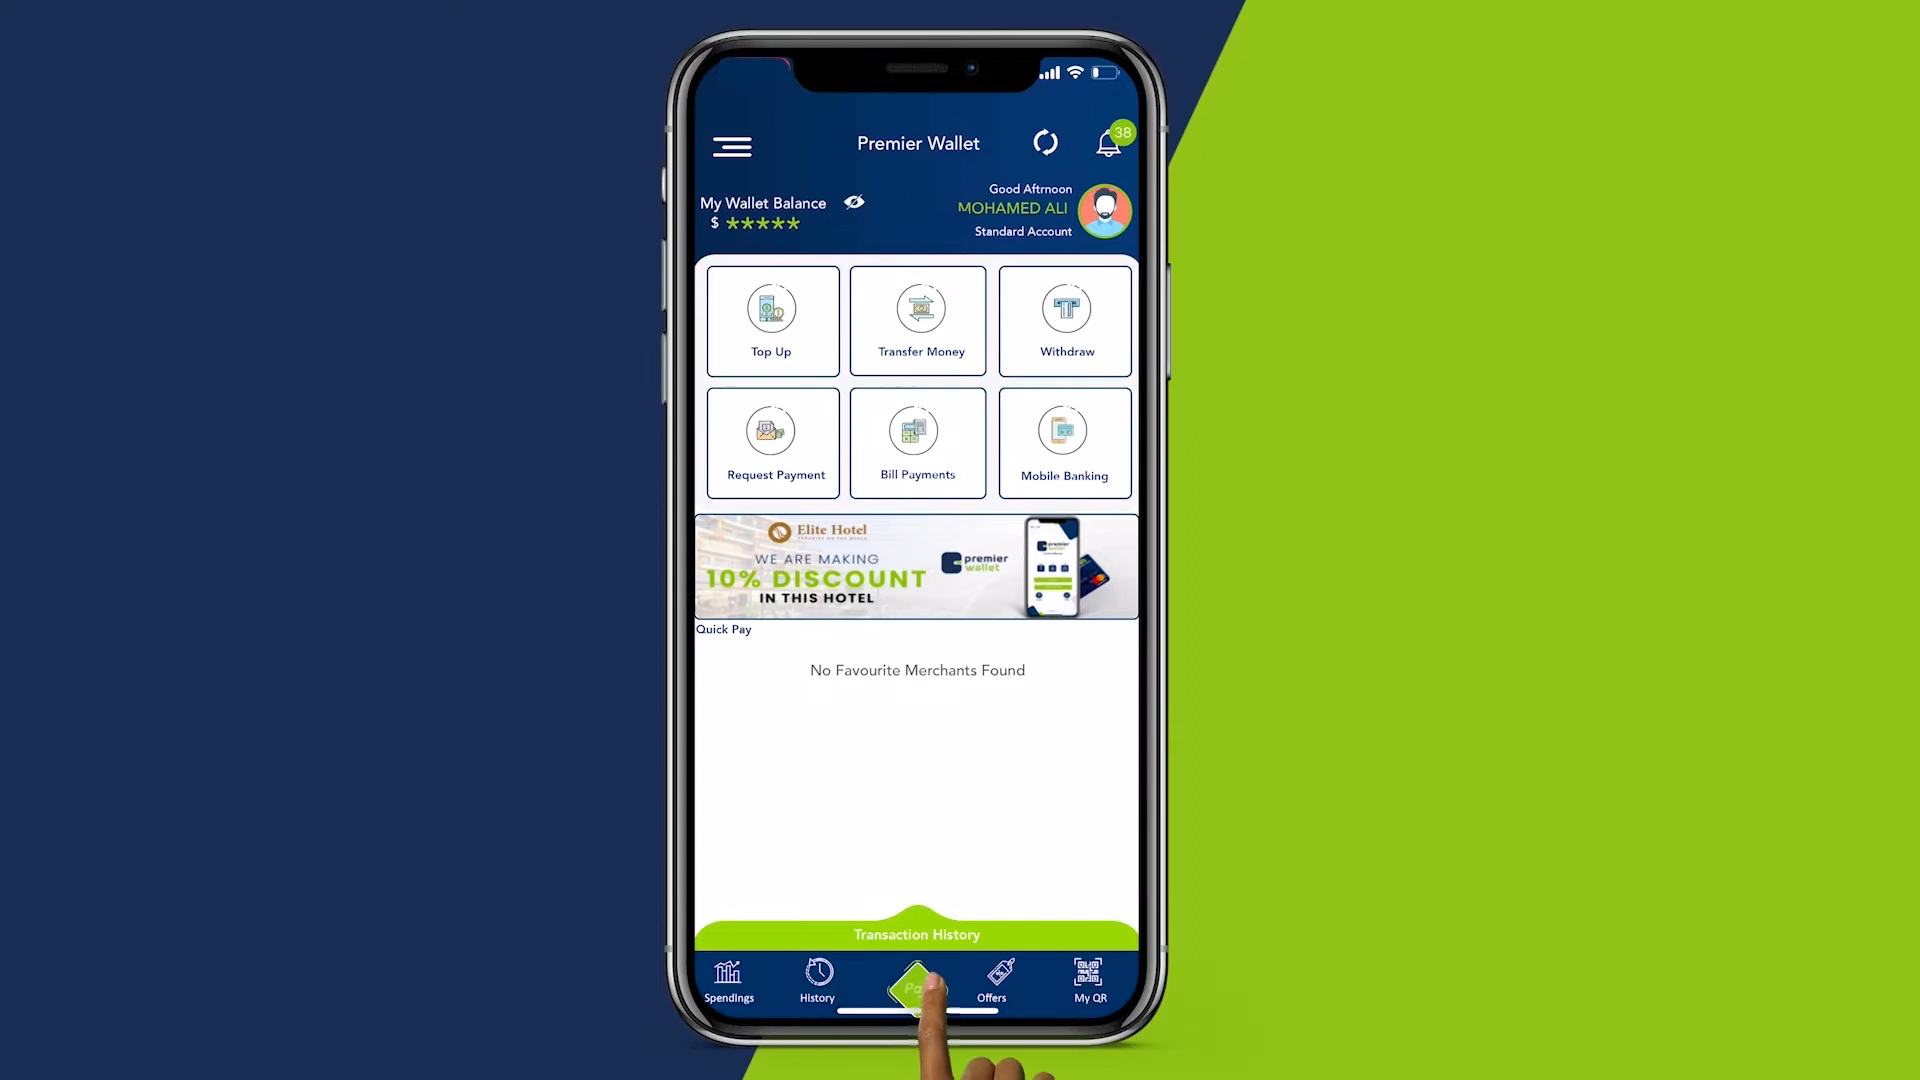 Premier Wallet
38
My Wallet Balance
$ *****
Good Aftrnoon
MOHAMED ALI
Standard Account
Top Up
Transfer Money
Withdraw
Request Payment
Bill Payments
Mobile Banking
Elite Hotel
WE ARE MAKING
10% DISCOUNT
IN THIS HOTEL
premier
wallet
premier
wallet
Quick Pay
No Favourite Merchants Found
Transaction History
Spendings
History
Offers
My QR